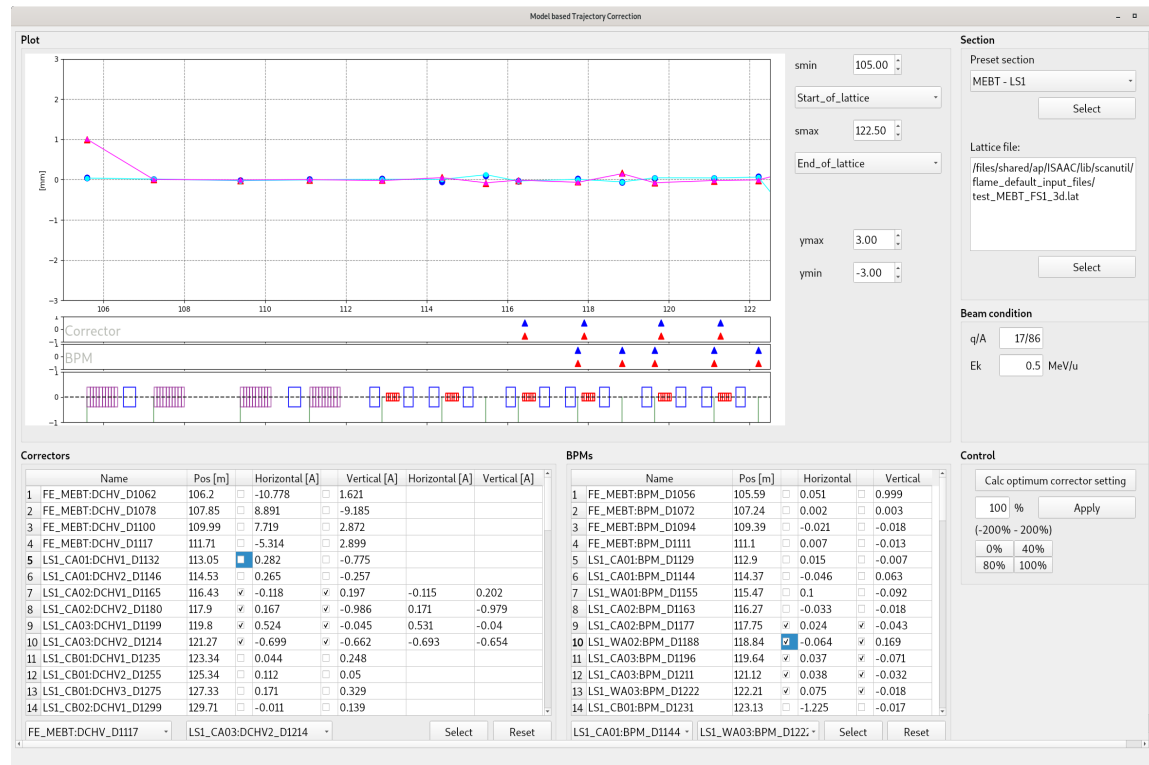 Model based Trajectory Correction
Plot
3
2
1
0
−1
−2
−3
[mm]
106 108 110 112 114 116 118 120 122
1
0
−1
Corrector
0
−1
BPM
1
0
−1
smin 105.00
Start_of_lattice
smax 122.50
End_of_lattice
ymax 3.00
ymin -3.00
Section
Preset section
MEBT - LS1
Select
Lattice file:
/files/shared/ap/ISAAC/lib/scanutil/
flame_default_input_files/
test_MEBT_FS1_3d.lat
Select
Beam condition
q/A 17/86
Ek 0.5 MeV/u
Correctors
Name Pos [m] Horizontal [A] Vertical [A] Horizontal [A] Vertical [A]
1 FE_MEBT:DCHV_D1062 106.2 -10.778 1.621
2 FE_MEBT:DCHV_D1078 107.85 8.891 -9.185
3 FE_MEBT:DCHV_D1100 109.99 7.719 2.872
4 FE_MEBT:DCHV_D1117 111.71 -5.314 2.899
5 LS1_CA01:DCHV1_D1132 113.05 0.282 -0.775
6 LS1_CA01:DCHV2_D1146 114.53 0.265 -0.257
7 LS1_CA02:DCHV1_D1165 116.43 -0.118 0.197 -0.115 0.202
8 LS1_CA02:DCHV2_D1180 117.9 0.167 -0.986 0.171 -0.979
9 LS1_CA03:DCHV1_D1199 119.8 0.524 -0.045 0.531 -0.04
10 LS1_CA03:DCHV2_D1214 121.27 -0.699 -0.662 -0.693 -0.654
11 LS1_CB01:DCHV1_D1235 123.34 0.044 0.248
12 LS1_CB01:DCHV2_D1255 125.34 0.112 0.05
13 LS1_CB01:DCHV3_D1275 127.33 0.171 0.329
14 LS1_CB02:DCHV1_D1299 129.71 -0.011 0.139
FE_MEBT:DCHV_D1117 LS1_CA03:DCHV2_D1214 Select Reset
BPMs
Name Pos [m] Horizontal Vertical
1 FE_MEBT:BPM_D1056 105.59 0.051 0.999
2 FE_MEBT:BPM_D1072 107.24 0.002 0.003
3 FE_MEBT:BPM_D1094 109.39 -0.021 -0.018
4 FE_MEBT:BPM_D1111 111.1 0.007 -0.013
5 LS1_CA01:BPM_D1129 112.9 0.015 -0.007
6 LS1_CA01:BPM_D1144 114.37 -0.046 0.063
7 LS1_WA01:BPM_D1155 115.47 0.1 -0.092
8 LS1_CA02:BPM_D1163 116.27 -0.033 -0.018
9 LS1_CA02:BPM_D1177 117.75 0.024 -0.043
10 LS1_WA02:BPM_D1188 118.84 -0.064 0.169
11 LS1_CA03:BPM_D1196 119.64 0.037 -0.071
12 LS1_CA03:BPM_D1211 121.12 0.038 -0.032
13 LS1_WA03:BPM_D1222 122.21 0.075 -0.018
14 LS1_CB01:BPM_D1231 123.13 -1.225 -0.017
LS1_CA01:BPM_D1144 LS1_WA03:BPM_D122 Select Reset
Control
Calc optimum corrector setting
100 % Apply
(-200% - 200%)
0% 40%
80% 100%